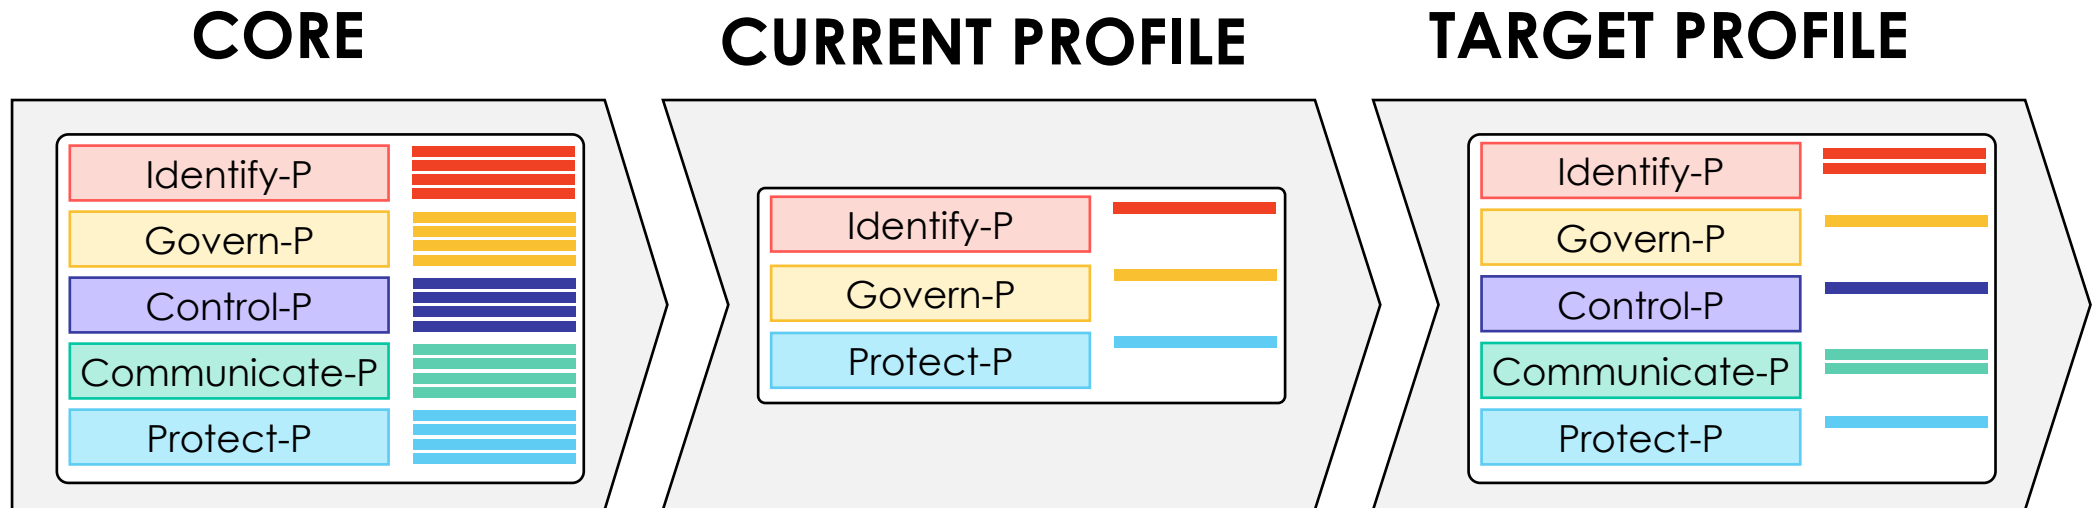 CORE
Identify-P
Govern-P
Control-P
Communicate-P
Protect-P
CURRENT PROFILE
Identify-P
Govern-P
Protect-P
TARGET PROFILE
Identify-P
Govern-P
Control-P
Communicate-P
Protect-P